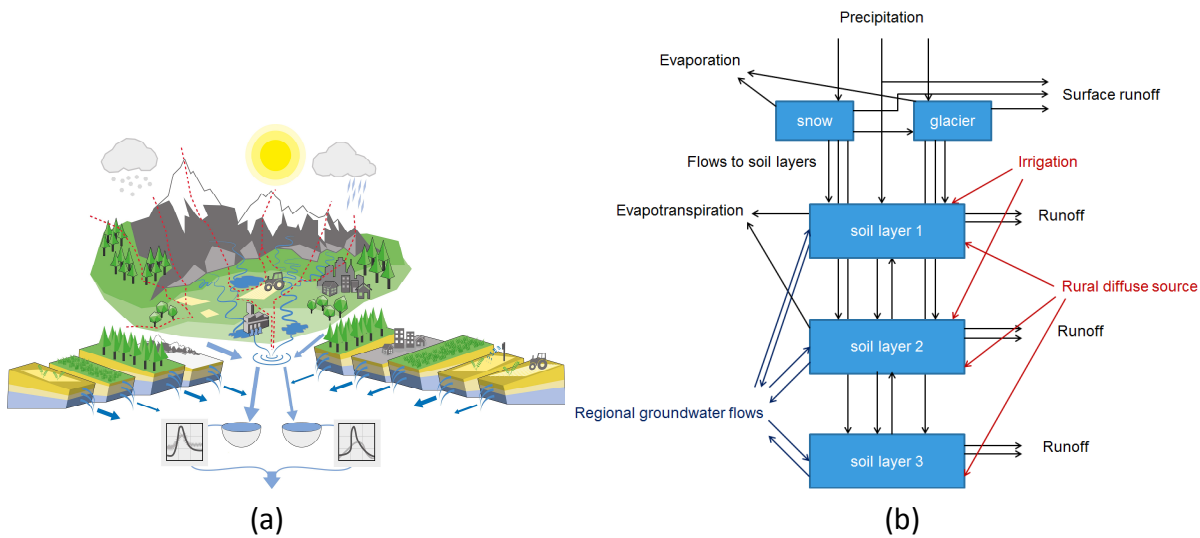 Precipitation
Evaporation
Surface runoff
snow
glacier
Flows to soil layers
Irrigation
Evapotranspiration
soil layer 1
Runoff
Rural diffuse source
soil layer 2
Runoff
Regional groundwater flows
soil layer 3
Runoff
(a)
(b)